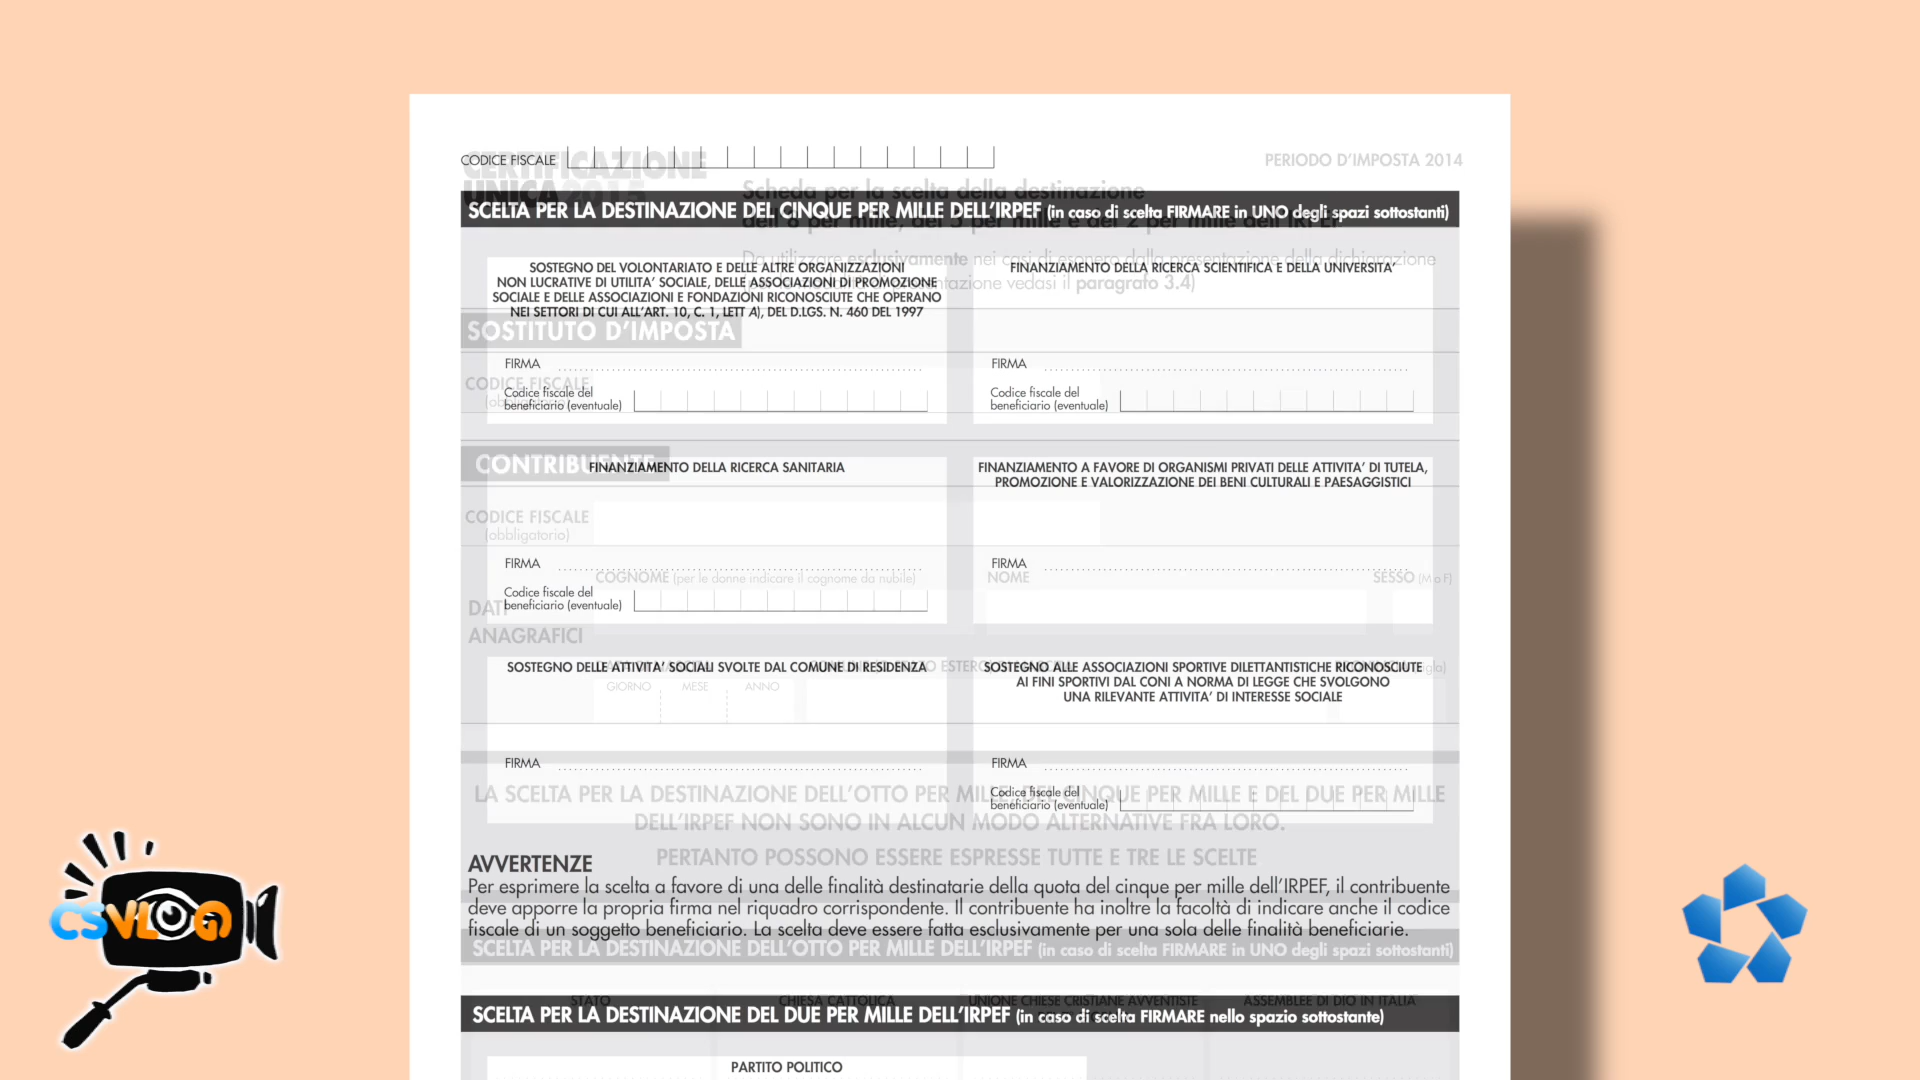 CODICE FISCALE
PERIODO D'IMPOSTA 2014
CERTIFICAZIONE
UNICA 2015
Scheda per la scelta della destinazione
dell'8 per mille, del 5 per mille e del 2 per mille dell'IRPEF
SCELTA PER LA DESTINAZIONE DEL CINQUE PER MILLE DELL'IRPEF (in caso di scelta FIRMARE in UNO degli spazi sottostanti)
Da utilizzare esclusivamente nei casi di esonero dalla presentazione della dichiarazione
vedasi il paragrafo 3.4)
SOSTEGNO DEL VOLONTARIATO E DELLE ALTRE ORGANIZZAZIONI
NON LUCRATIVE DI UTILITA' SOCIALE, DELLE ASSOCIAZIONI DI PROMOZIONE
SOCIALE E DELLE ASSOCIAZIONI E FONDAZIONI RICONOSCIUTE CHE OPERANO
NEI SETTORI DI CUI ALL'ART. 10, C. 1, LETT A), DEL D.LGS. N. 460 DEL 1997
FINANZIAMENTO DELLA RICERCA SCIENTIFICA E DELLA UNIVERSITA'
SOSTITUTO D'IMPOSTA
FIRMA
FIRMA
CODICE FISCALE
(obbligatorio)
Codice fiscale del
beneficiario (eventuale)
Codice fiscale del
beneficiario (eventuale)
CONTRIBUENTE
FINANZIAMENTO DELLA RICERCA SANITARIA
FINANZIAMENTO A FAVORE DI ORGANISMI PRIVATI DELLE ATTIVITA' DI TUTELA,
PROMOZIONE E VALORIZZAZIONE DEI BENI CULTURALI E PAESAGGISTICI
CODICE FISCALE
(obbligatorio)
FIRMA
FIRMA
COGNOME (per le donne indicare il cognome da nubile)
NOME
SESSO (M o F)
Codice fiscale del
beneficiario (eventuale)
DATI
ANAGRAFICI
SOSTEGNO DELLE ATTIVITA' SOCIALI SVOLTE DAL COMUNE DI RESIDENZA
SOSTEGNO ALLE ASSOCIAZIONI SPORTIVE DILETTANTISTICHE RICONOSCIUTE
AI FINI SPORTIVI DAL CONI A NORMA DI LEGGE CHE SVOLGONO
UNA RILEVANTE ATTIVITA' DI INTERESSE SOCIALE
GIORNO MESE ANNO
FIRMA
FIRMA
Codice fiscale del
beneficiario (eventuale)
LA SCELTA PER LA DESTINAZIONE DELL'OTTO PER MILLE, DEL CINQUE PER MILLE E DEL DUE PER MILLE
DELL'IRPEF NON SONO IN ALCUN MODO ALTERNATIVE FRA LORO.
PERTANTO POSSONO ESSERE ESPRESSE TUTTE E TRE LE SCELTE
AVVERTENZE
Per esprimere la scelta a favore di una delle finalità destinatarie della quota del cinque per mille dell'IRPEF, il contribuente
deve apporre la propria firma nel riquadro corrispondente. Il contribuente ha inoltre la facoltà di indicare anche il codice
fiscale di un soggetto beneficiario. La scelta deve essere fatta esclusivamente per una sola delle finalità beneficiarie.
SCELTA PER LA DESTINAZIONE DELL'OTTO PER MILLE DELL'IRPEF (in caso di scelta FIRMARE in UNO degli spazi sottostanti)
STATO
CHIESA CATTOLICA
UNIONE CHIESE CRISTIANE AVVENTISTE
ASSEMBLEE DI DIO IN ITALIA
SCELTA PER LA DESTINAZIONE DEL DUE PER MILLE DELL'IRPEF (in caso di scelta FIRMARE nello spazio sottostante)
PARTITO POLITICO
CSVLOG